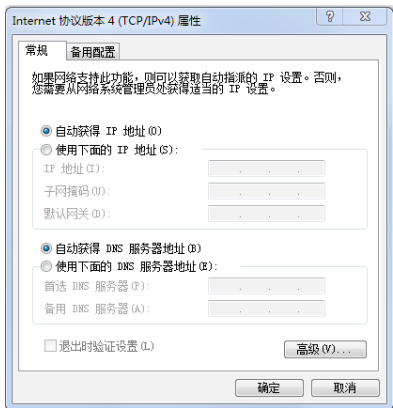 Internet 协议版本 4 (TCP/IPv4) 属性
常规 备用配置
如果网络支持此功能，则可以获取自动指派的 IP 设置。否则，
您需要从网络系统管理员处获得适当的 IP 设置。
自动获得 IP 地址(O)
使用下面的 IP 地址(S):
IP 地址(I):
子网掩码(U):
默认网关(D):
自动获得 DNS 服务器地址(B)
使用下面的 DNS 服务器地址(E):
首选 DNS 服务器(P):
备用 DNS 服务器(A):
退出时验证设置(L)
高级(V)...
确定 取消